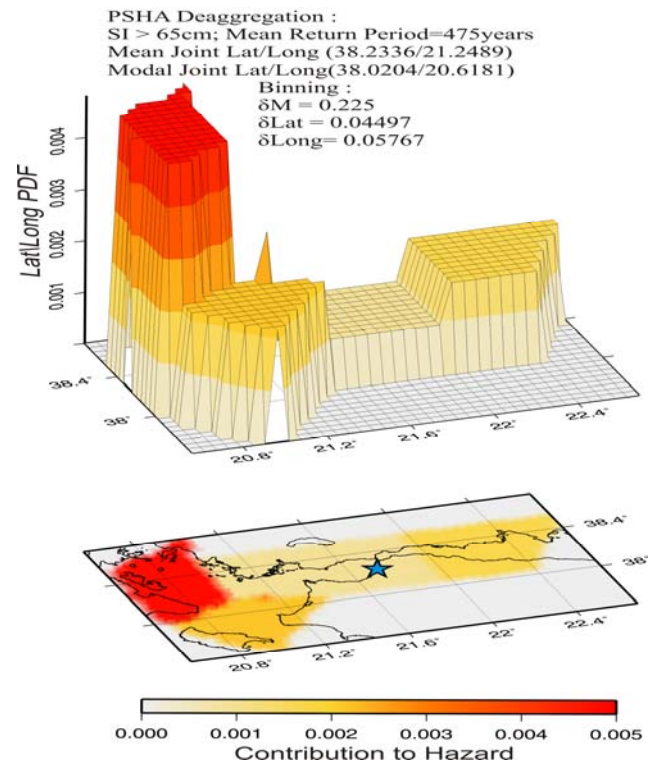 PSHA Deaggregation :
SI > 65cm; Mean Return Period=475years
Mean Joint Lat/Long (38.2336/21.2489)
Modal Joint Lat/Long(38.0204/20.6181)
Binning :
δM = 0.225
δLat = 0.04497
δLong= 0.05767
Lat\Long PDF
0.004
0.003
0.002
0.001
38.4˚
38˚
20.8˚
21.2˚
21.6˚
22˚
22.4˚
38.4˚
38˚
20.8˚
21.2˚
21.6˚
22˚
22.4˚
0.000 0.001 0.002 0.003 0.004 0.005
Contribution to Hazard